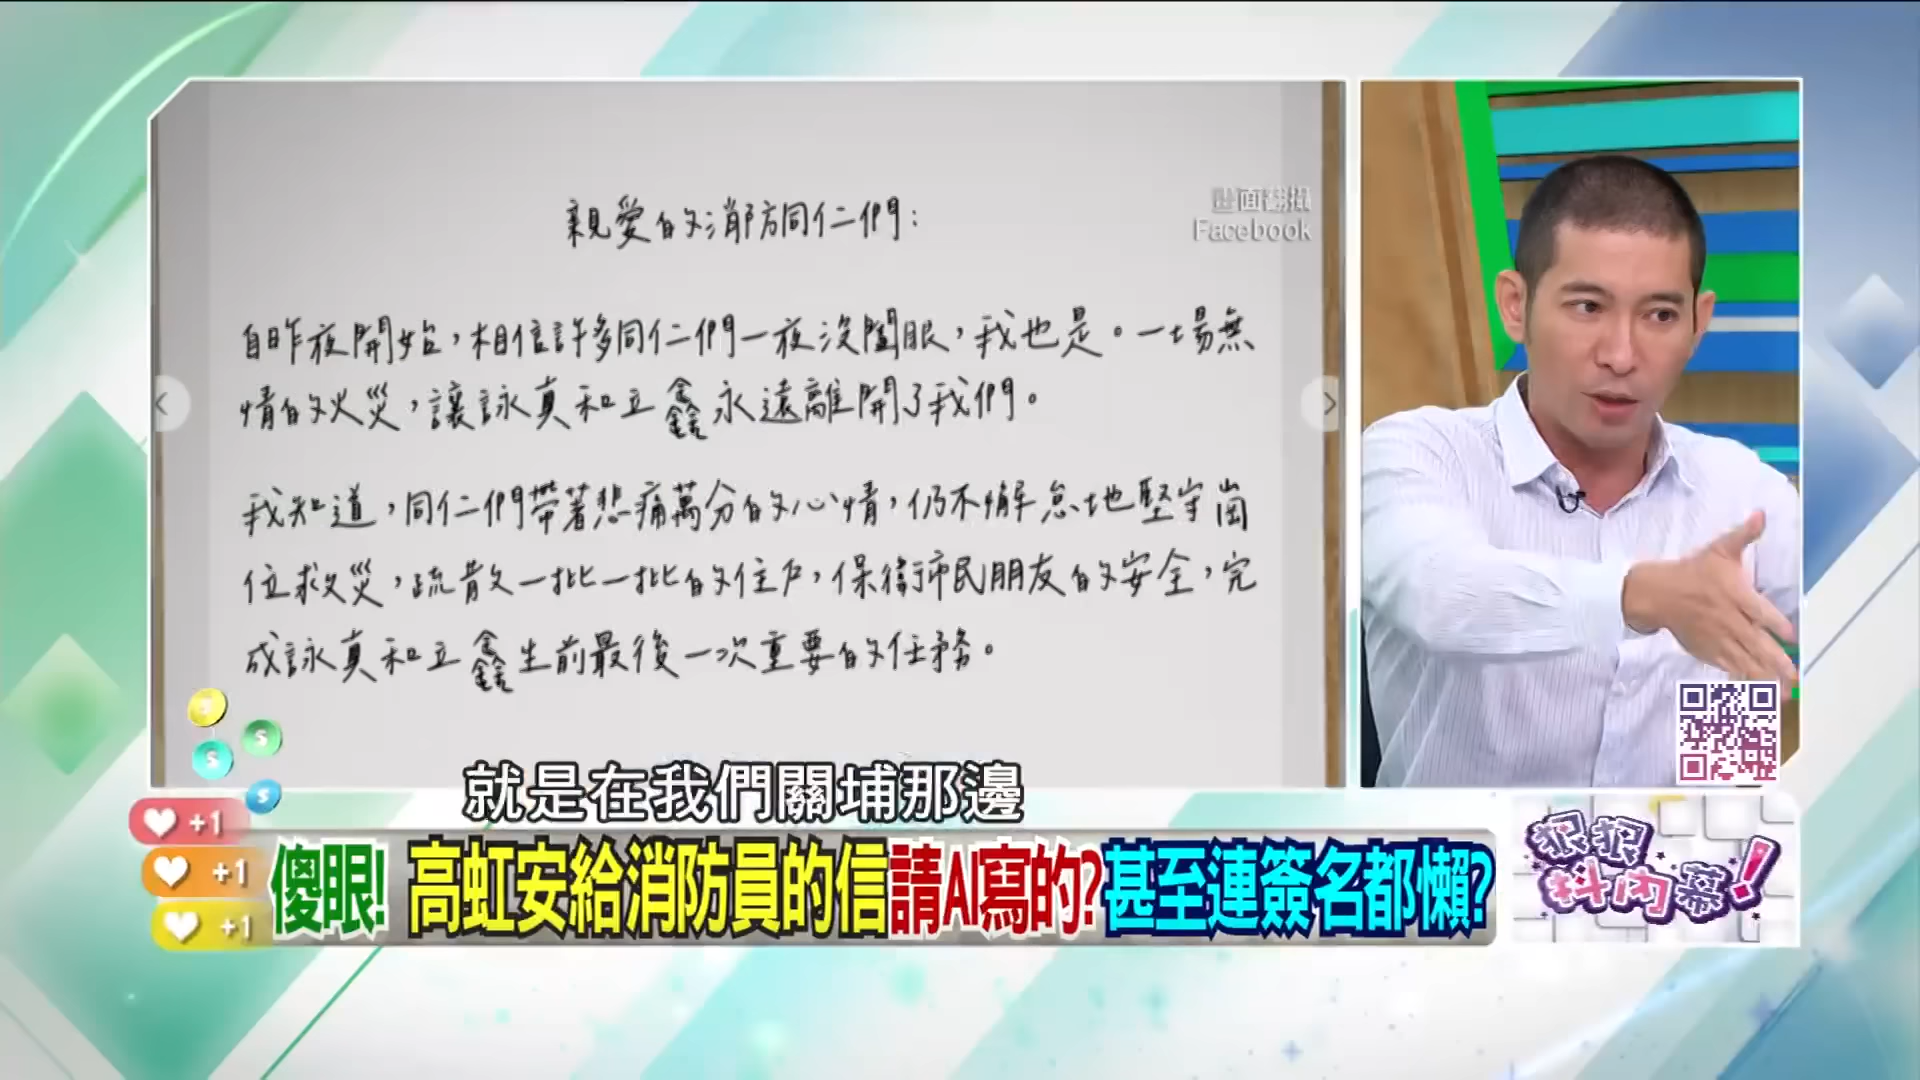 親愛的消防同仁們：
畫面翻攝
Facebook
自昨夜開始，相信許多同仁們一夜沒闔眼，我也是。一場無
情的火災，讓詠真和立鑫永遠離開了我們。
我知道，同仁們帶著悲痛萬分的心情，仍不懈怠地堅守崗
位救災，疏散一批一批的住戶，保衛市民朋友的安全，完
成詠真和立鑫生前最後一次重要的任務。
就是在我們關埔那邊
+1
+1
+1
傻眼! 高虹安給消防員的信請AI寫的?甚至連簽名都懶?
狠狠
抖內幕!